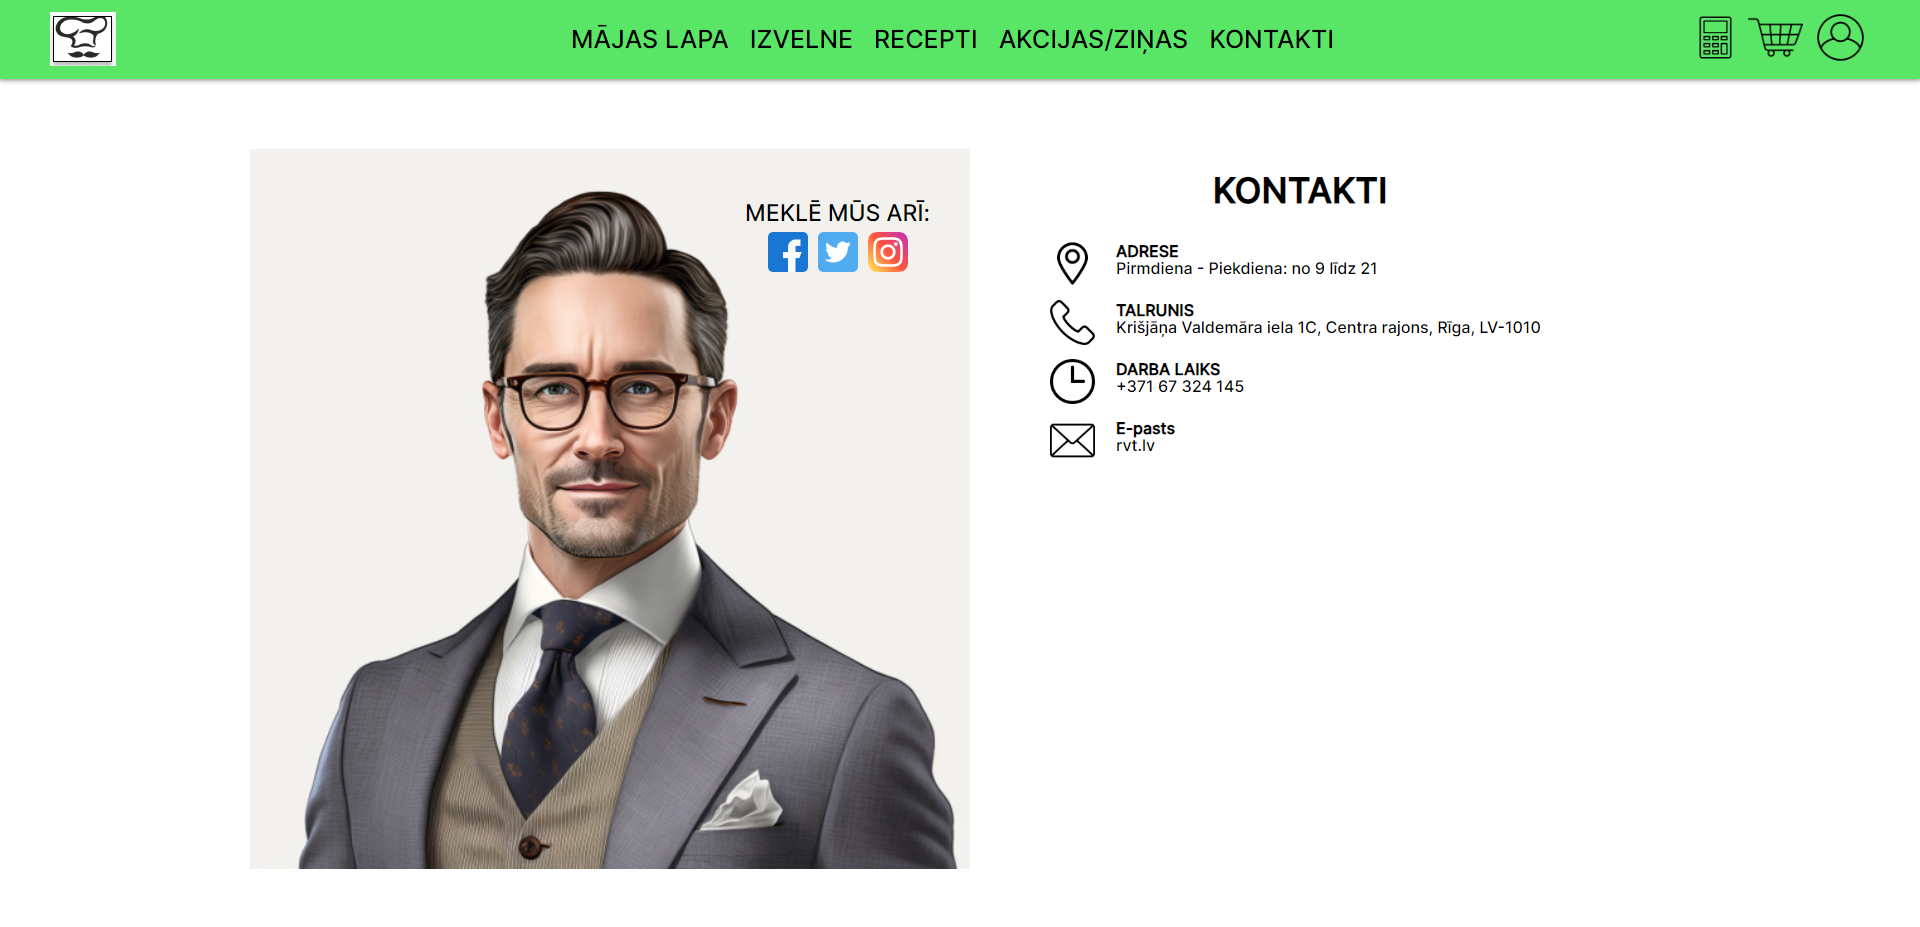 MĀJAS LAPA IZVELNE RECEPTI AKCIJAS/ZIŅAS KONTAKTI
MEKLĒ MŪS ARĪ:
KONTAKTI
ADRESE
Pirmdiena - Piekdiena: no 9 līdz 21
TALRUNIS
Krišjāņa Valdemāra iela 1C, Centra rajons, Rīga, LV-1010
DARBA LAIKS
+371 67 324 145
E-pasts
rvt.lv